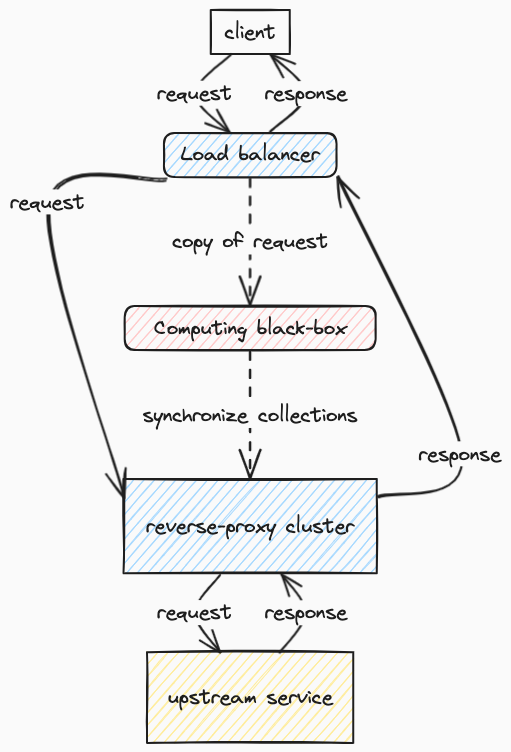 client
request
response
Load balancer
request
copy of request
Computing black-box
synchronize collections
response
reverse-proxy cluster
request
response
upstream service